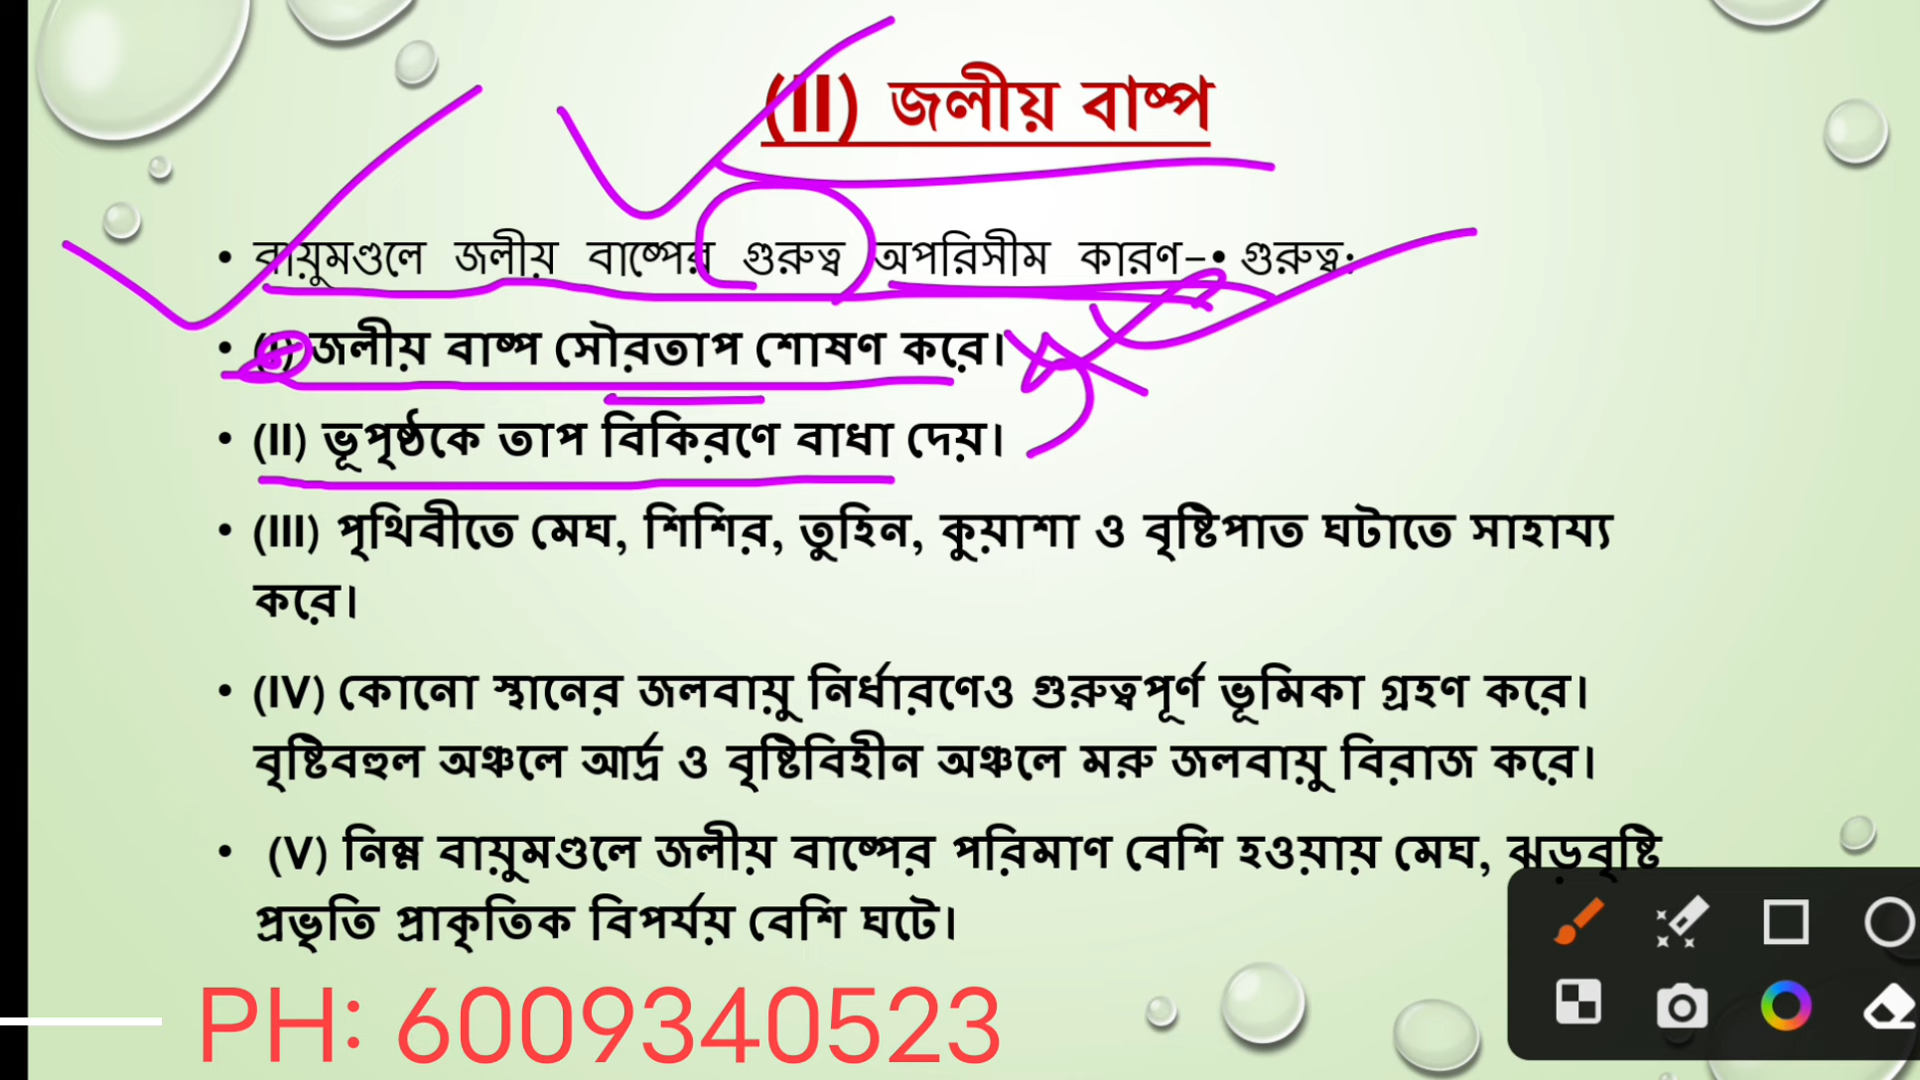 (II) জলীয় বাষ্প
• বায়ুমণ্ডলে জলীয় বাষ্পের গুরুত্ব অপরিসীম কারণ–• গুরুত্ব:
• (I) জলীয় বাষ্প সৌরতাপ শোষণ করে।
• (II) ভূপৃষ্ঠকে তাপ বিকিরণে বাধা দেয়।
• (III) পৃথিবীতে মেঘ, শিশির, তুহিন, কুয়াশা ও বৃষ্টিপাত ঘটাতে সাহায্য
করে।
• (IV) কোনো স্থানের জলবায়ু নির্ধারণেও গুরুত্বপূর্ণ ভূমিকা গ্রহণ করে।
বৃষ্টিবহুল অঞ্চলে আর্দ্র ও বৃষ্টিবিহীন অঞ্চলে মরু জলবায়ু বিরাজ করে।
• (V) নিম্ন বায়ুমণ্ডলে জলীয় বাষ্পের পরিমাণ বেশি হওয়ায় মেঘ, ঝড়বৃষ্টি
প্রভৃতি প্রাকৃতিক বিপর্যয় বেশি ঘটে।
PH: 6009340523